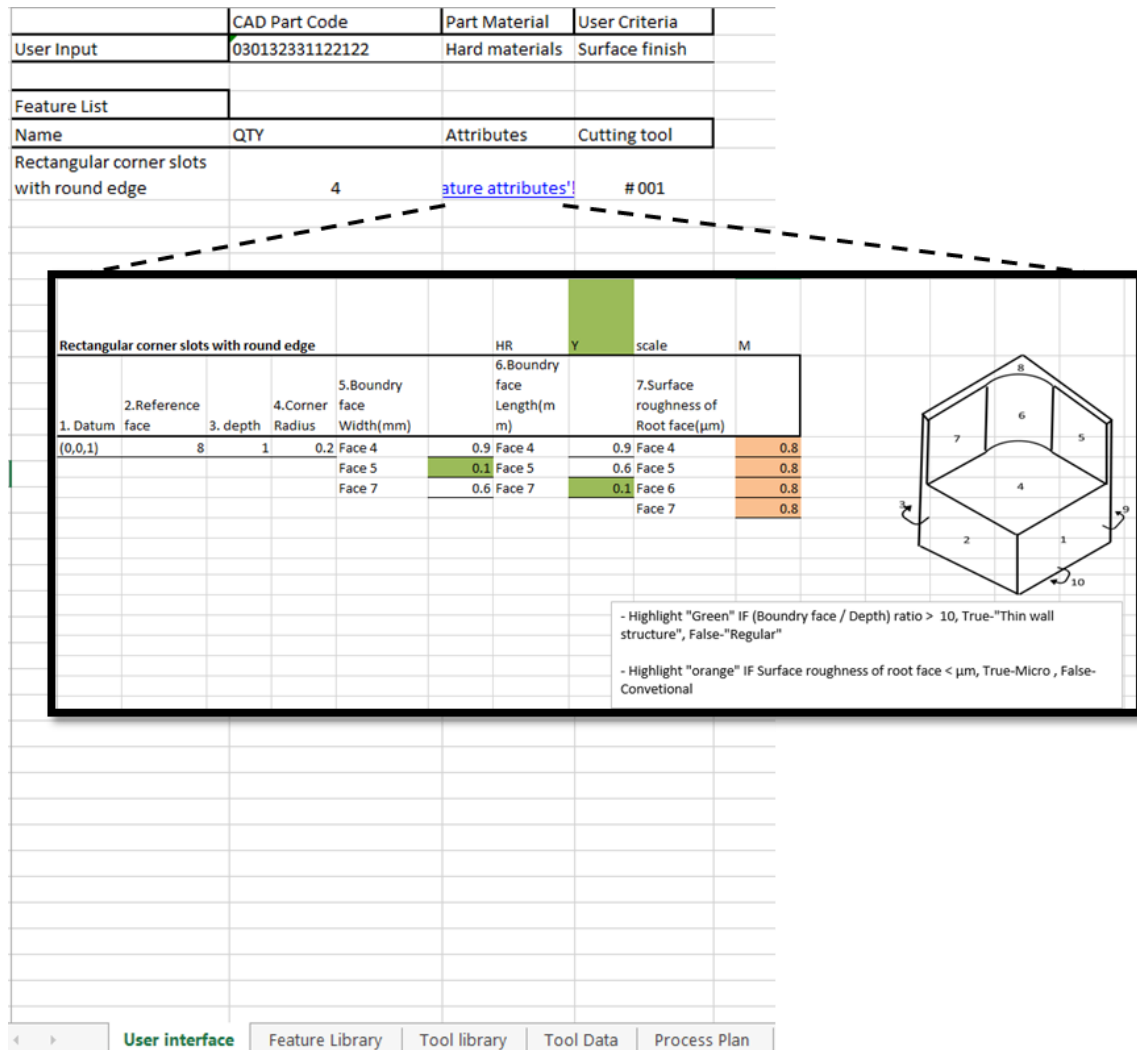 CAD Part Code Part Material User Criteria
User Input 030132331122122 Hard materials Surface finish
Feature List
Name QTY Attributes Cutting tool
Rectangular corner slots
with round edge 4 ature attributes'! #001
Rectangular corner slots with round edge HR Y scale M
1. Datum 2.Reference face 3. depth 4.Corner Radius 5.Boundry face Width(mm) 6.Boundry face Length(m m) 7.Surface roughness of Root face(μm)
(0,0,1) 8 1 0.2 Face 4 0.9 Face 4 0.9 Face 4 0.8
Face 5 0.1 Face 5 0.6 Face 5 0.8
Face 7 0.6 Face 7 0.1 Face 6 0.8
Face 7 0.8
8
6
7 5
4
3 9
2 1
10
- Highlight "Green" IF (Boundry face / Depth) ratio > 10, True-"Thin wall
structure", False-"Regular"
- Highlight "orange" IF Surface roughness of root face < μm, True-Micro , False-
Convetional
User interface Feature Library Tool library Tool Data Process Plan